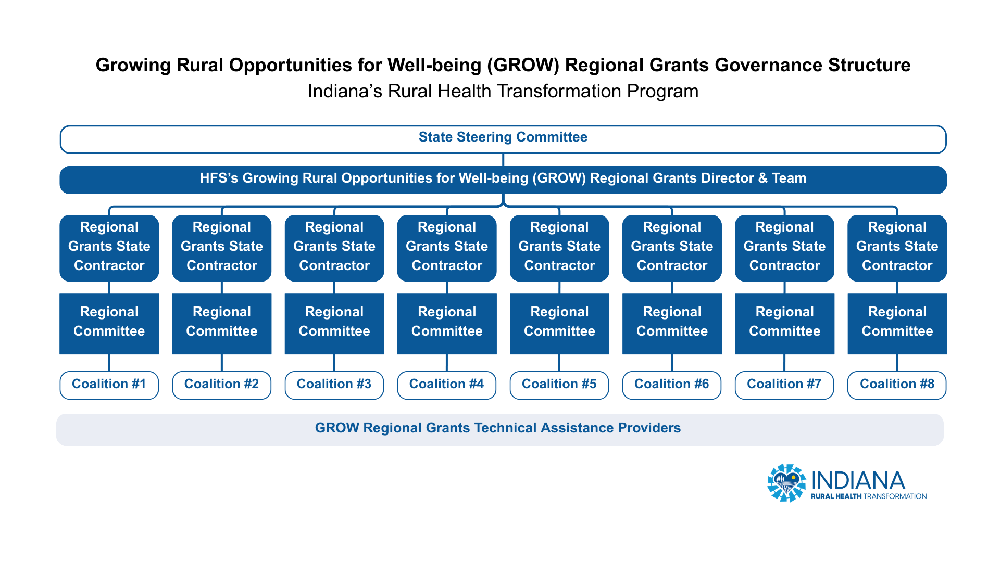 Growing Rural Opportunities for Well-being (GROW) Regional Grants Governance Structure
Indiana’s Rural Health Transformation Program
State Steering Committee
HFS’s Growing Rural Opportunities for Well-being (GROW) Regional Grants Director & Team
Regional
Grants State
Contractor
Regional
Grants State
Contractor
Regional
Grants State
Contractor
Regional
Grants State
Contractor
Regional
Grants State
Contractor
Regional
Grants State
Contractor
Regional
Grants State
Contractor
Regional
Grants State
Contractor
Regional
Committee
Regional
Committee
Regional
Committee
Regional
Committee
Regional
Committee
Regional
Committee
Regional
Committee
Regional
Committee
Coalition #1
Coalition #2
Coalition #3
Coalition #4
Coalition #5
Coalition #6
Coalition #7
Coalition #8
GROW Regional Grants Technical Assistance Providers
INDIANA
RURAL HEALTH TRANSFORMATION